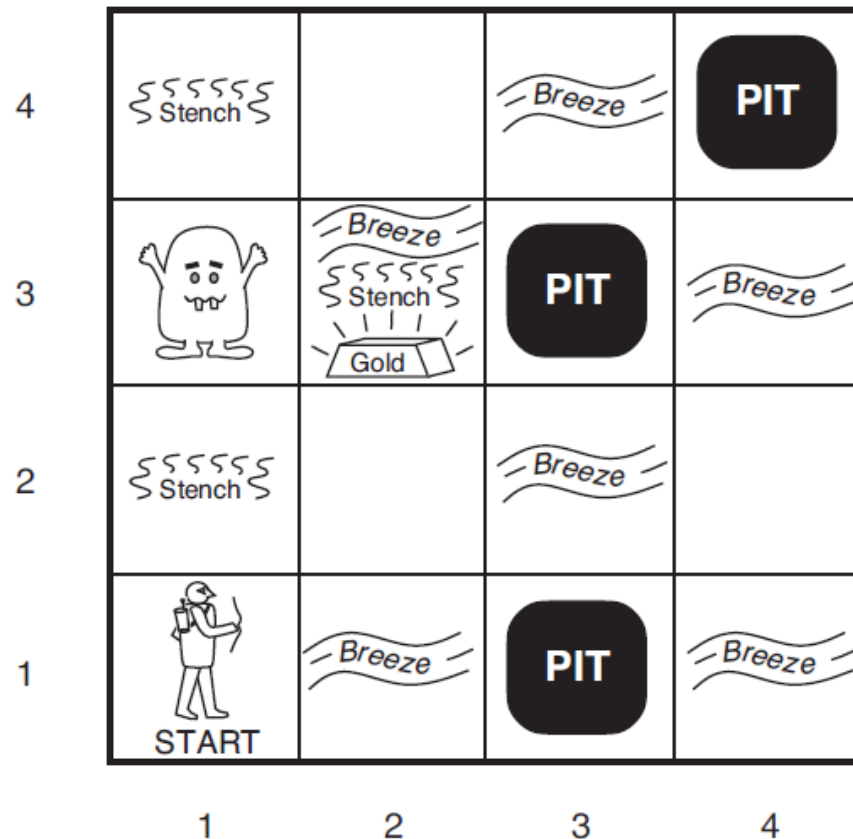 4 Stench Breeze PIT
Breeze
3 Stench PIT Breeze
Gold
2 Stench Breeze
1 Breeze PIT Breeze
START
1 2 3 4